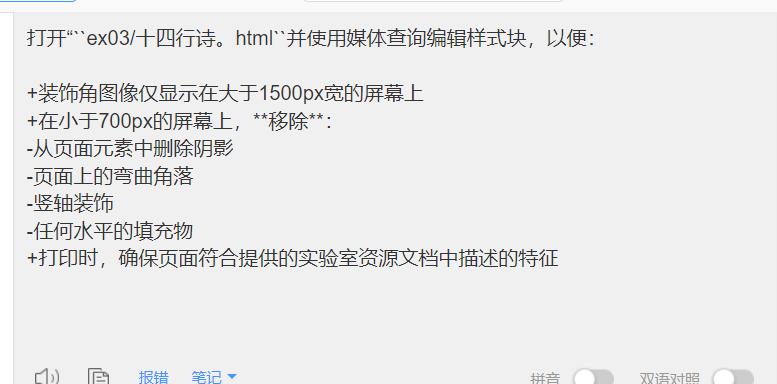 打开“``ex03/十四行诗。html``并使用媒体查询编辑样式块，以便：
+装饰角图像仅显示在大于1500px宽的屏幕上
+在小于700px的屏幕上，**移除**：
-从页面元素中删除阴影
-页面上的弯曲角落
-竖轴装饰
-任何水平的填充物
+打印时，确保页面符合提供的实验室资源文档中描述的特征
报错 笔记 拼音 双语对照